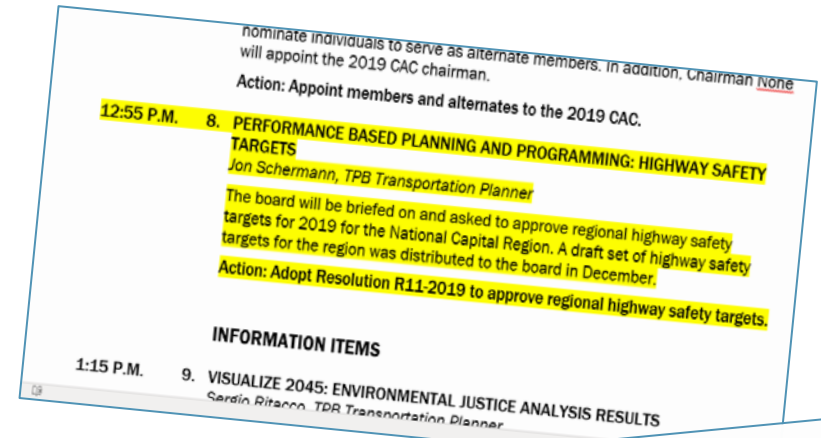 nominate individuals to serve as alternate members. In addition, Chairman None
will appoint the 2019 CAC chairman.
Action: Appoint members and alternates to the 2019 CAC.
12:55 P.M. 8. PERFORMANCE BASED PLANNING AND PROGRAMMING: HIGHWAY SAFETY
TARGETS
Jon Schermann, TPB Transportation Planner
The board will be briefed on and asked to approve regional highway safety
targets for 2019 for the National Capital Region. A draft set of highway safety
targets for the region was distributed to the board in December.
Action: Adopt Resolution R11-2019 to approve regional highway safety targets.
INFORMATION ITEMS
1:15 P.M. 9. VISUALIZE 2045: ENVIRONMENTAL JUSTICE ANALYSIS RESULTS
Sergio Ritacco, TPB Transportation Planner